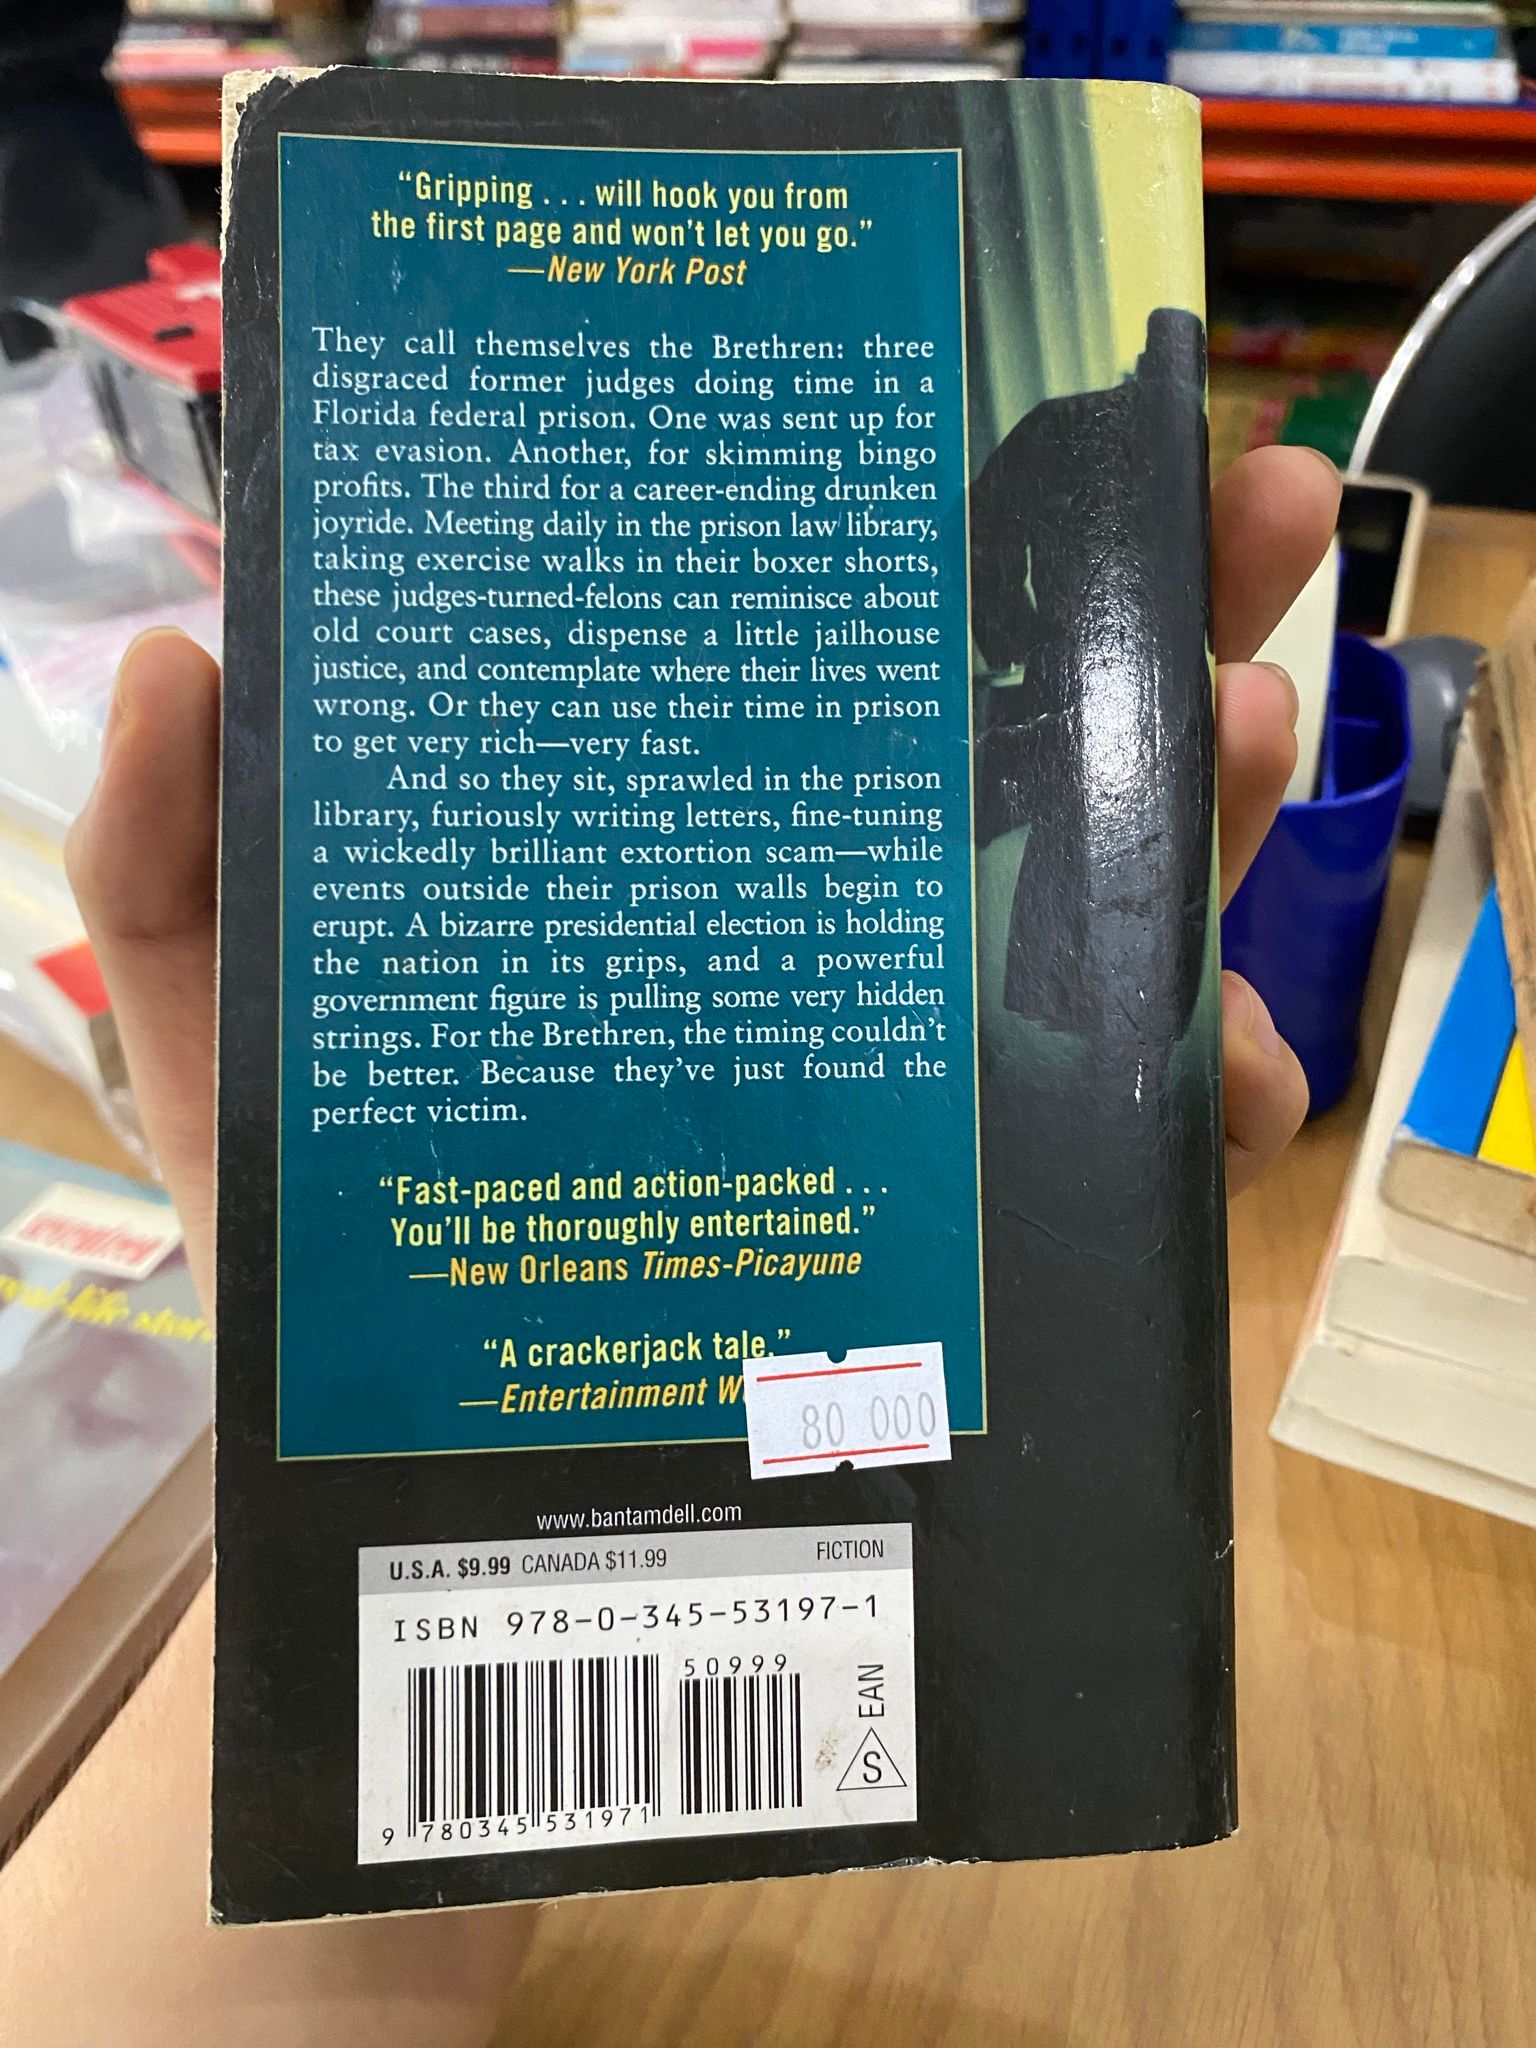 “Gripping . . . will hook you from
the first page and won't let you go.”
—New York Post
They call themselves the Brethren: three
disgraced former judges doing time in a
Florida federal prison. One was sent up for
tax evasion. Another, for skimming bingo
profits. The third for a career-ending drunken
joyride. Meeting daily in the prison law library,
taking exercise walks in their boxer shorts,
these judges-turned-felons can reminisce about
old court cases, dispense a little jailhouse
justice, and contemplate where their lives went
wrong. Or they can use their time in prison
to get very rich—very fast.
And so they sit, sprawled in the prison
library, furiously writing letters, fine-tuning
a wickedly brilliant extortion scam—while
events outside their prison walls begin to
erupt. A bizarre presidential election is holding
the nation in its grips, and a powerful
government figure is pulling some very hidden
strings. For the Brethren, the timing couldn't
be better. Because they've just found the
perfect victim.
“Fast-paced and action-packed . . .
You'll be thoroughly entertained.”
—New Orleans Times-Picayune
“A crackerjack tale.”
—Entertainment
80 000
www.bantamdell.com
U.S.A. $9.99 CANADA $11.99 FICTION
ISBN 978-0-345-53197-1
50999
EAN
S
9 780345 531971